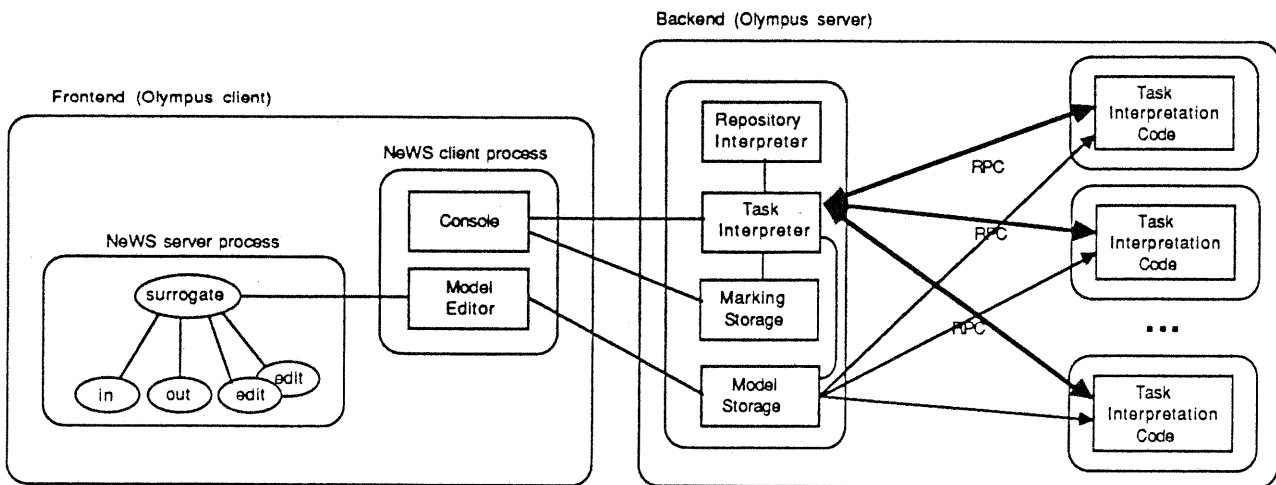 Backend (Olympus server)
Frontend (Olympus client)
NeWS client process
NeWS server process
surrogate
in
out
edit
edit
Console
Model
Editor
Repository
Interpreter
Task
Interpreter
Marking
Storage
Model
Storage
RPC
RPC
RPC
Task
Interpretation
Code
Task
Interpretation
Code
...
Task
Interpretation
Code